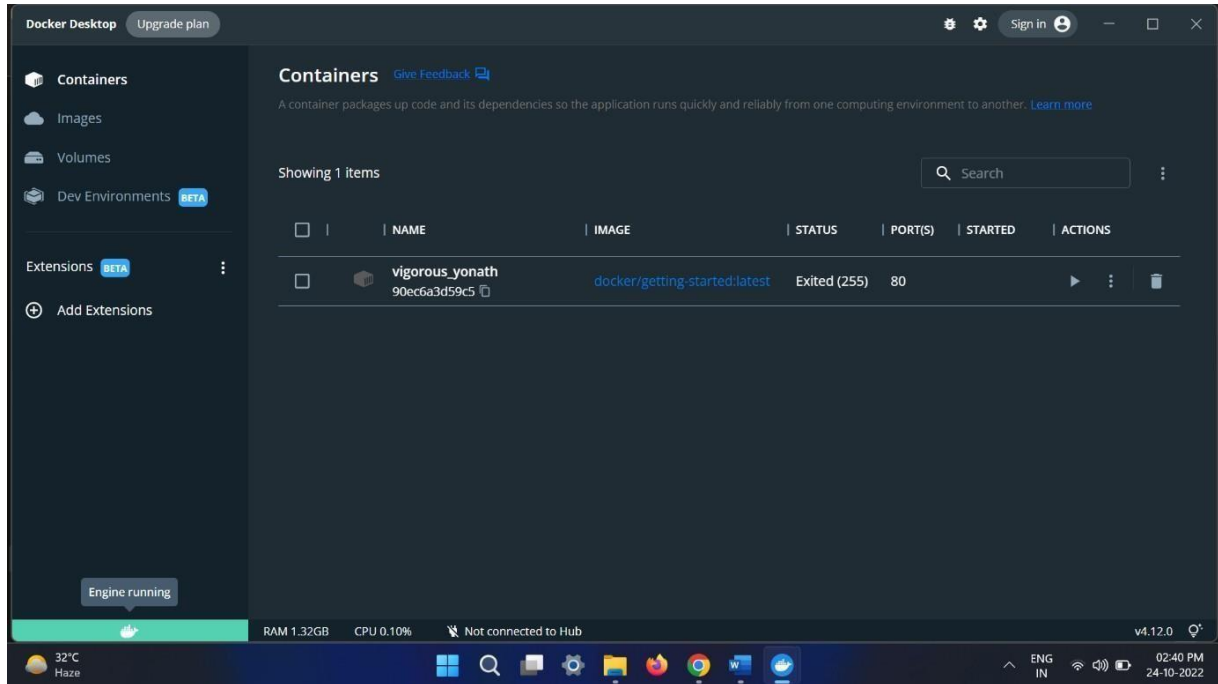 Docker Desktop Upgrade plan Sign in
Containers
Images
Volumes
Dev Environments BETA
Extensions BETA
Add Extensions
Containers Give Feedback
A container packages up code and its dependencies so the application runs quickly and reliably from one computing environment to another. Learn more
Showing 1 items Search
NAME IMAGE STATUS PORT(S) STARTED ACTIONS
vigorous_yonath docker/getting-started:latest Exited (255) 80
90ec6a3d59c5
Engine running
RAM 1.32GB CPU 0.10% Not connected to Hub v4.12.0
32°C ENG 02:40 PM
Haze IN 24-10-2022